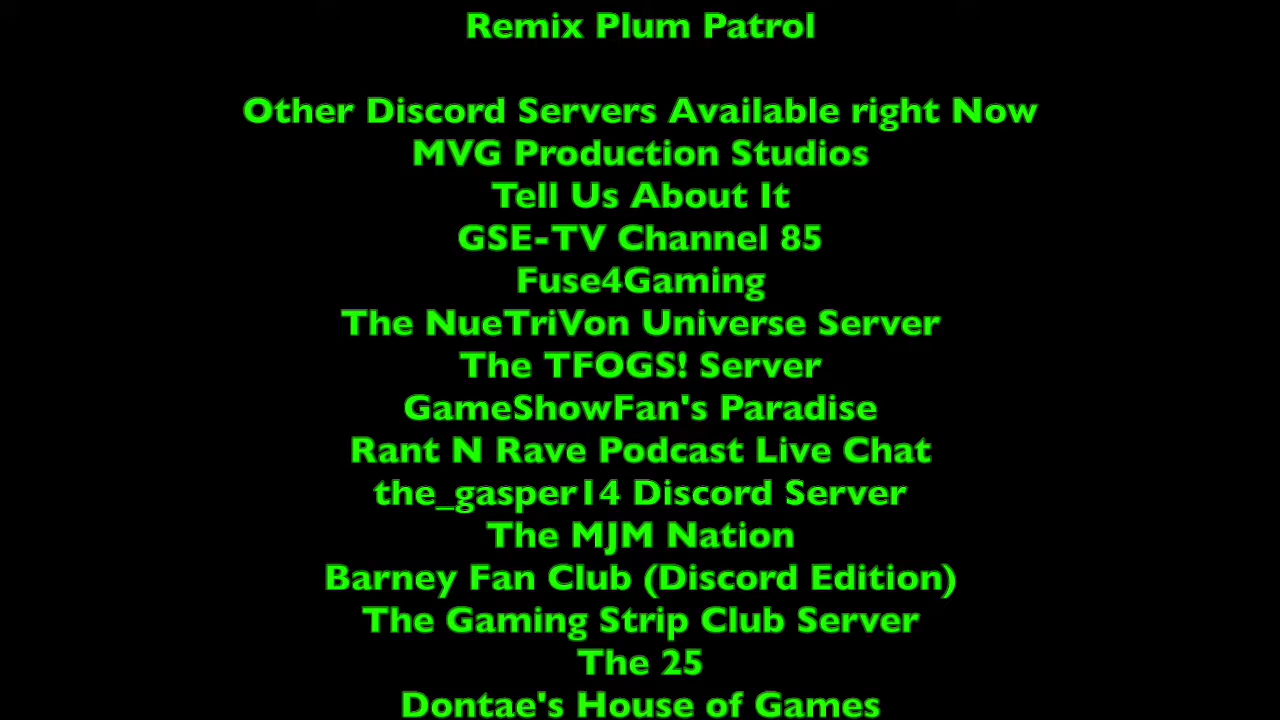 Remix Plum Patrol
Other Discord Servers Available right Now
MVG Production Studios
Tell Us About It
GSE-TV Channel 85
Fuse4Gaming
The NueTriVon Universe Server
The TFOGS! Server
GameShowFan's Paradise
Rant N Rave Podcast Live Chat
the_gasper14 Discord Server
The MJM Nation
Barney Fan Club (Discord Edition)
The Gaming Strip Club Server
The 25
Dontae's House of Games